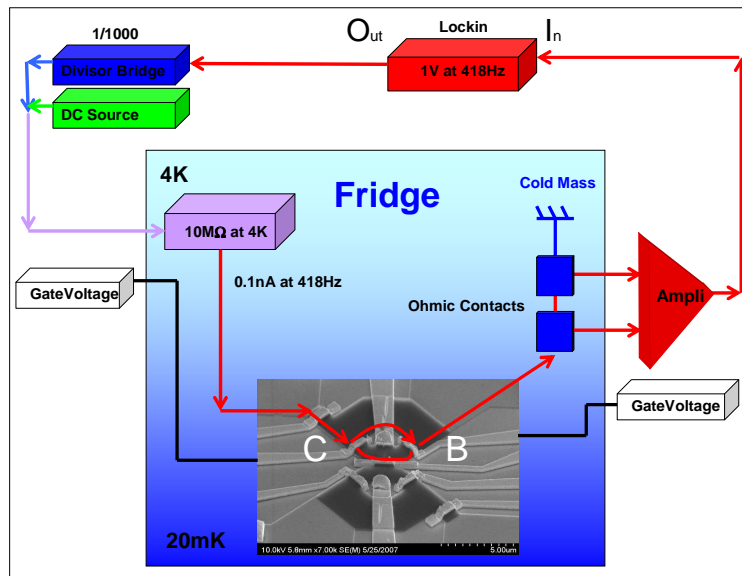 1/1000
Out
Lockin
In
Divisor Bridge
1V at 418Hz
DC Source
4K
Fridge
Cold Mass
10MΩ at 4K
0.1nA at 418Hz
GateVoltage
Ohmic Contacts
Ampli
GateVoltage
C
B
20mK
10.0kV 5.8mm x7.00k SE(M) 5/25/2007
5.00um